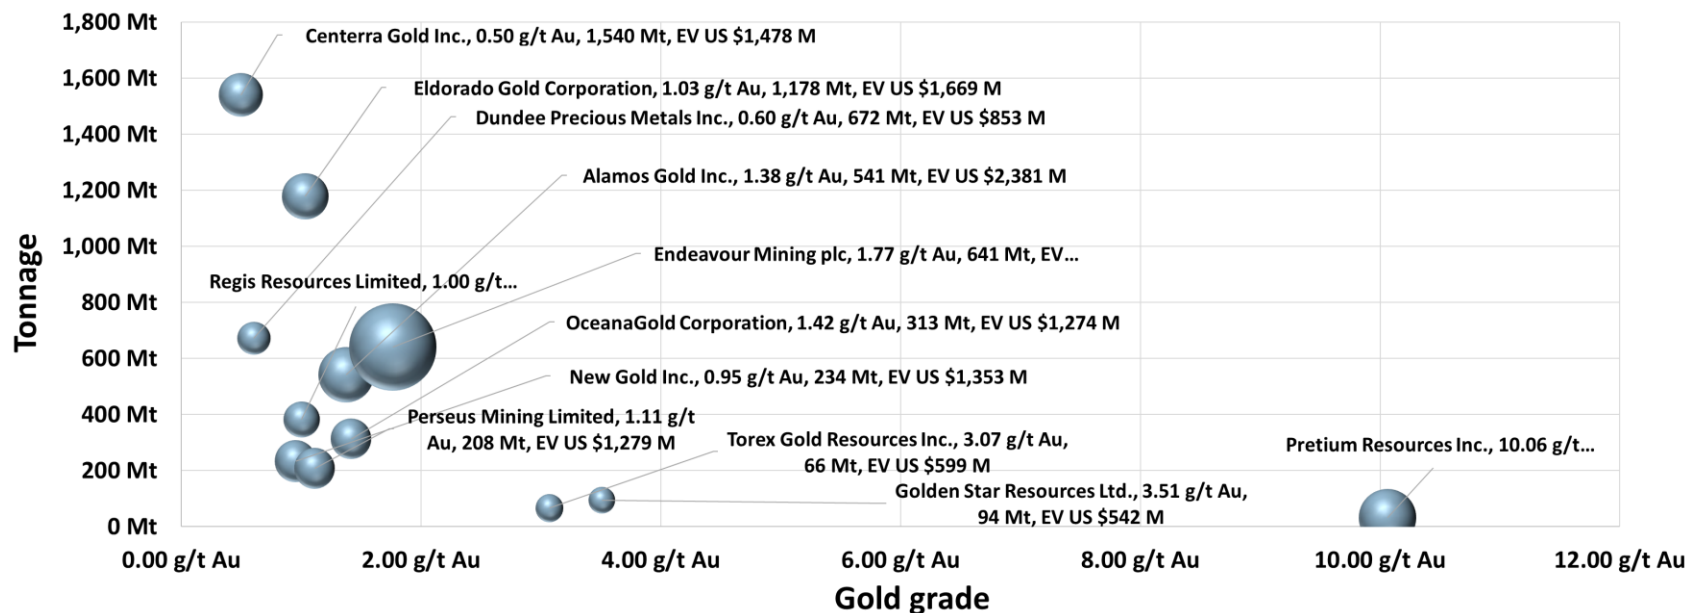 1,800 Mt
1,600 Mt
1,400 Mt
1,200 Mt
1,000 Mt
800 Mt
600 Mt
400 Mt
200 Mt
0 Mt
Tonnage
Centerra Gold Inc., 0.50 g/t Au, 1,540 Mt, EV US $1,478 M
Eldorado Gold Corporation, 1.03 g/t Au, 1,178 Mt, EV US $1,669 M
Dundee Precious Metals Inc., 0.60 g/t Au, 672 Mt, EV US $853 M
Alamos Gold Inc., 1.38 g/t Au, 541 Mt, EV US $2,381 M
Endeavour Mining plc, 1.77 g/t Au, 641 Mt, EV...
Regis Resources Limited, 1.00 g/t...
OceanaGold Corporation, 1.42 g/t Au, 313 Mt, EV US $1,274 M
New Gold Inc., 0.95 g/t Au, 234 Mt, EV US $1,353 M
Perseus Mining Limited, 1.11 g/t
Au, 208 Mt, EV US $1,279 M
Torex Gold Resources Inc., 3.07 g/t Au,
66 Mt, EV US $599 M
Pretium Resources Inc., 10.06 g/t...
Golden Star Resources Ltd., 3.51 g/t Au,
94 Mt, EV US $542 M
0.00 g/t Au
2.00 g/t Au
4.00 g/t Au
6.00 g/t Au
8.00 g/t Au
10.00 g/t Au
12.00 g/t Au
Gold grade